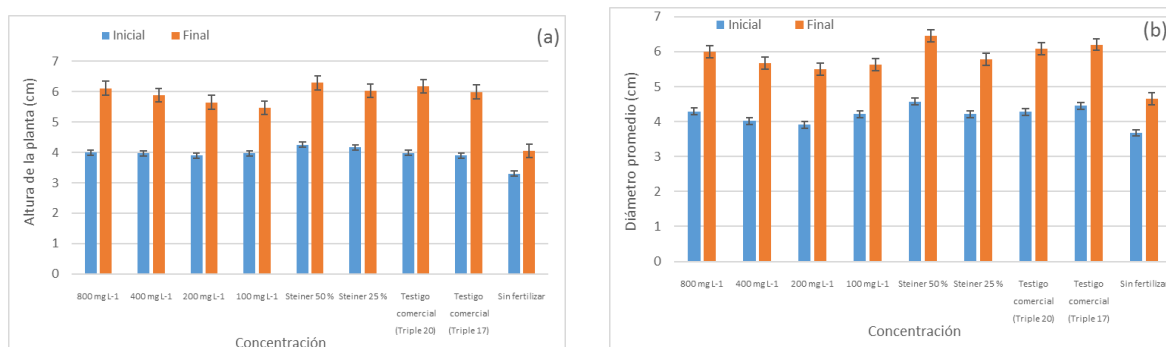 Inicial Final
(a)
Altura de la planta (cm)
7
6
5
4
3
2
1
0
800 mg L-1 400 mg L-1 200 mg L-1 100 mg L-1 Steiner 50 % Steiner 25 % Testigo comercial (Triple 20) Testigo comercial (Triple 17) Sin fertilizar
Concentración
(b)
Inicial Final
Diámetro promedio (cm)
7
6
5
4
3
2
1
0
800 mg L-1 400 mg L-1 200 mg L-1 100 mg L-1 Steiner 50 % Steiner 25 % Testigo comercial (Triple 20) Testigo comercial (Triple 17) Sin fertilizar
Concentración